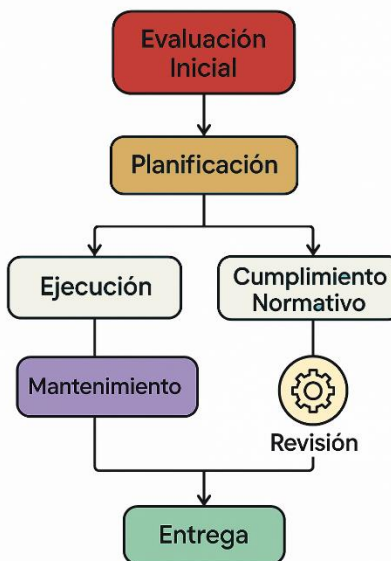 Evaluación
Inicial
Planificación
Ejecución
Cumplimiento
Normativo
Mantenimiento
Revisión
Entrega